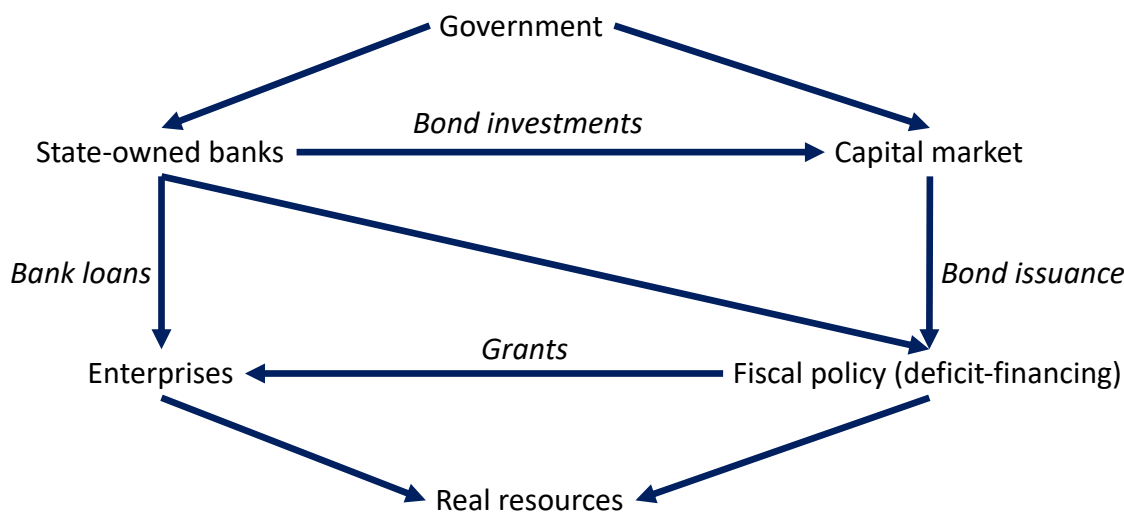 Government
Bond investments
State-owned banks
Capital market
Bank loans
Bond issuance
Grants
Enterprises
Fiscal policy (deficit-financing)
Real resources